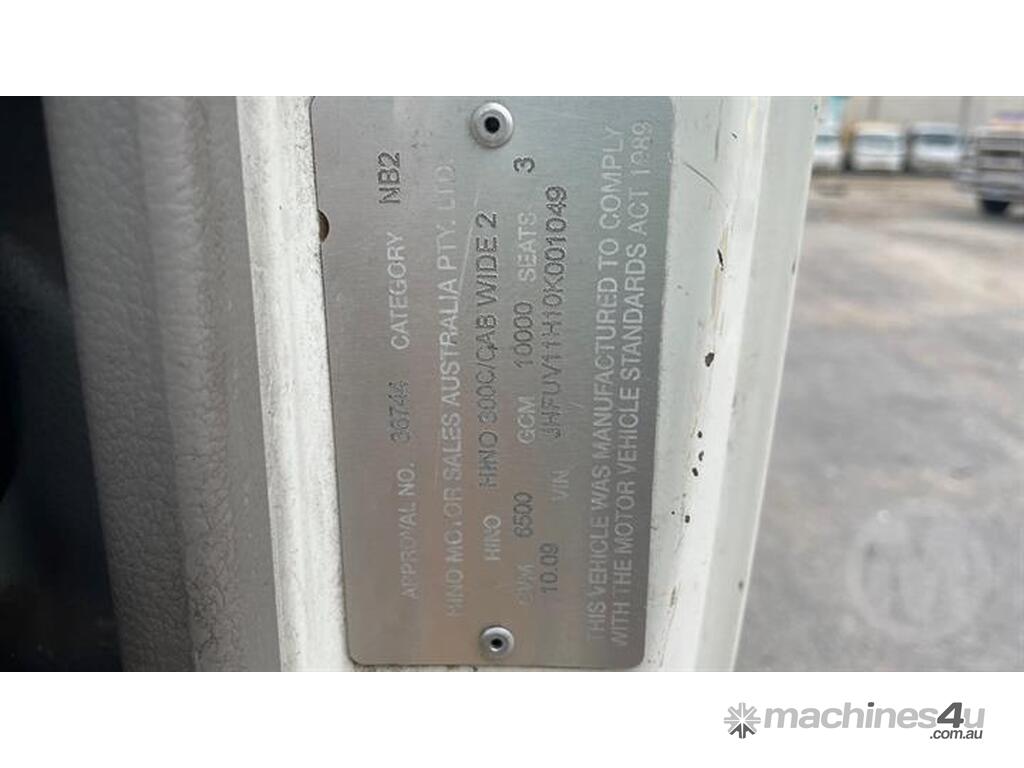 APPROVAL NO. 36744 CATEGORY NB2
HINO MOTOR SALES AUSTRALIA PTY. LTD.
HINO HINO 300C/CAB WIDE 2
GVM 6500 GCM 10000 SEATS 3
10.09 VIN JHFUV11H10K001049
THIS VEHICLE WAS MANUFACTURED TO COMPLY
WITH THE MOTOR VEHICLE STANDARDS ACT 1989
machines4u
.com.au